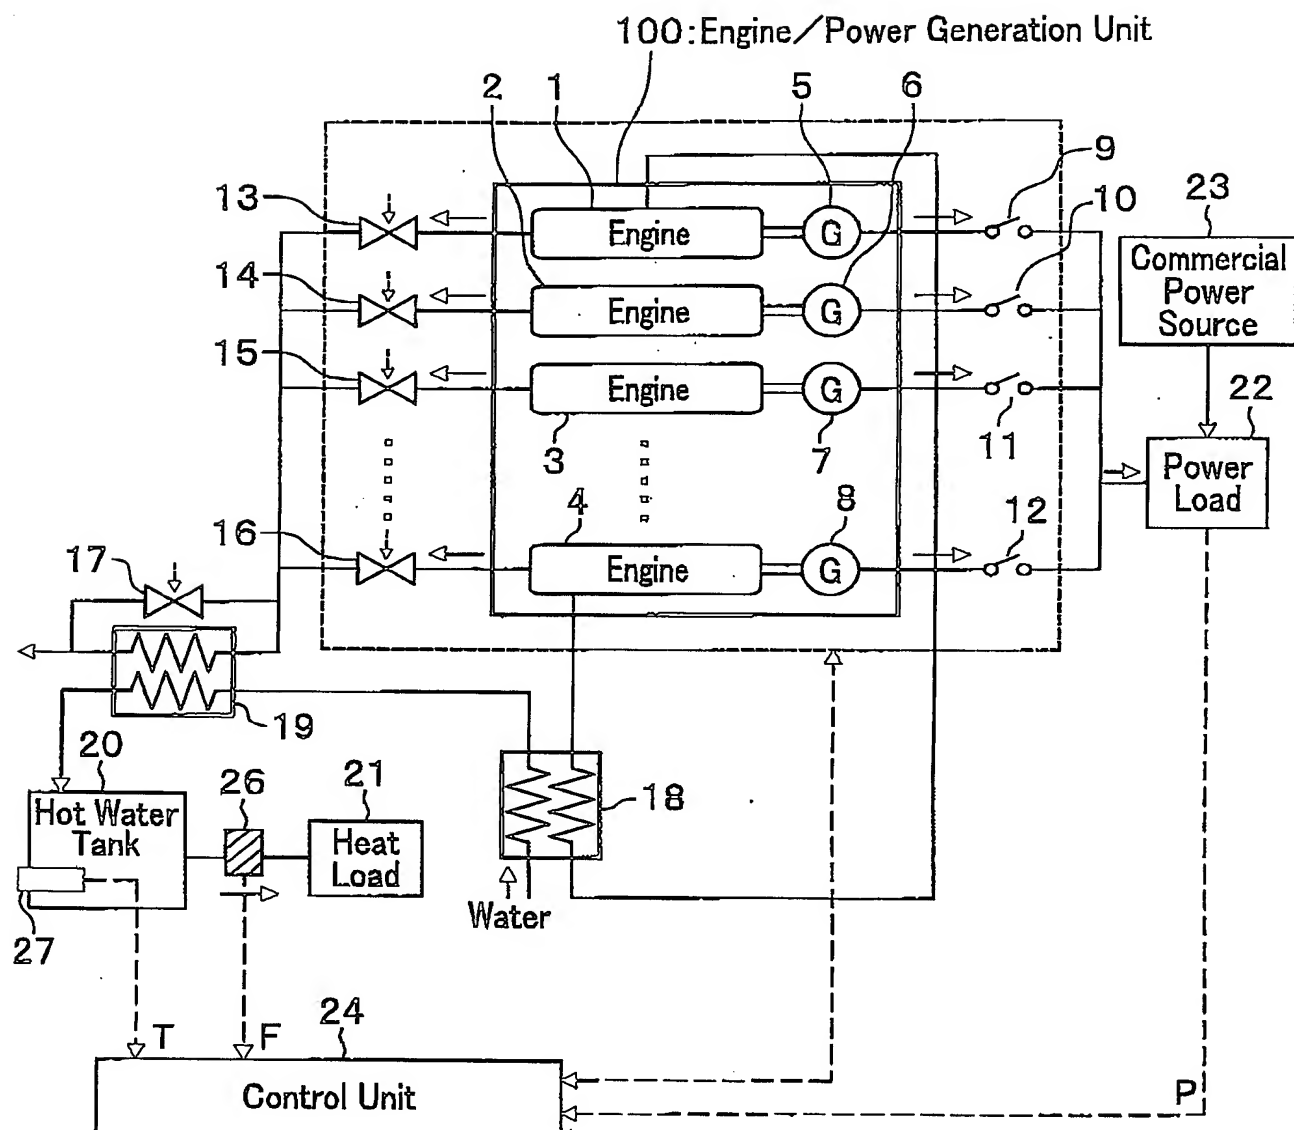 100:Engine/Power Generation Unit
2 1 5 6
9
13 Engine G 10 23
Commercial
Power
Source
14 Engine G
15 Engine G
3 7 11 22
Power
Load
4 8 12
16 Engine G
17
19
20 26 21 18
Hot Water
Tank
Heat
Load
Water
27
24
T F
Control Unit
P